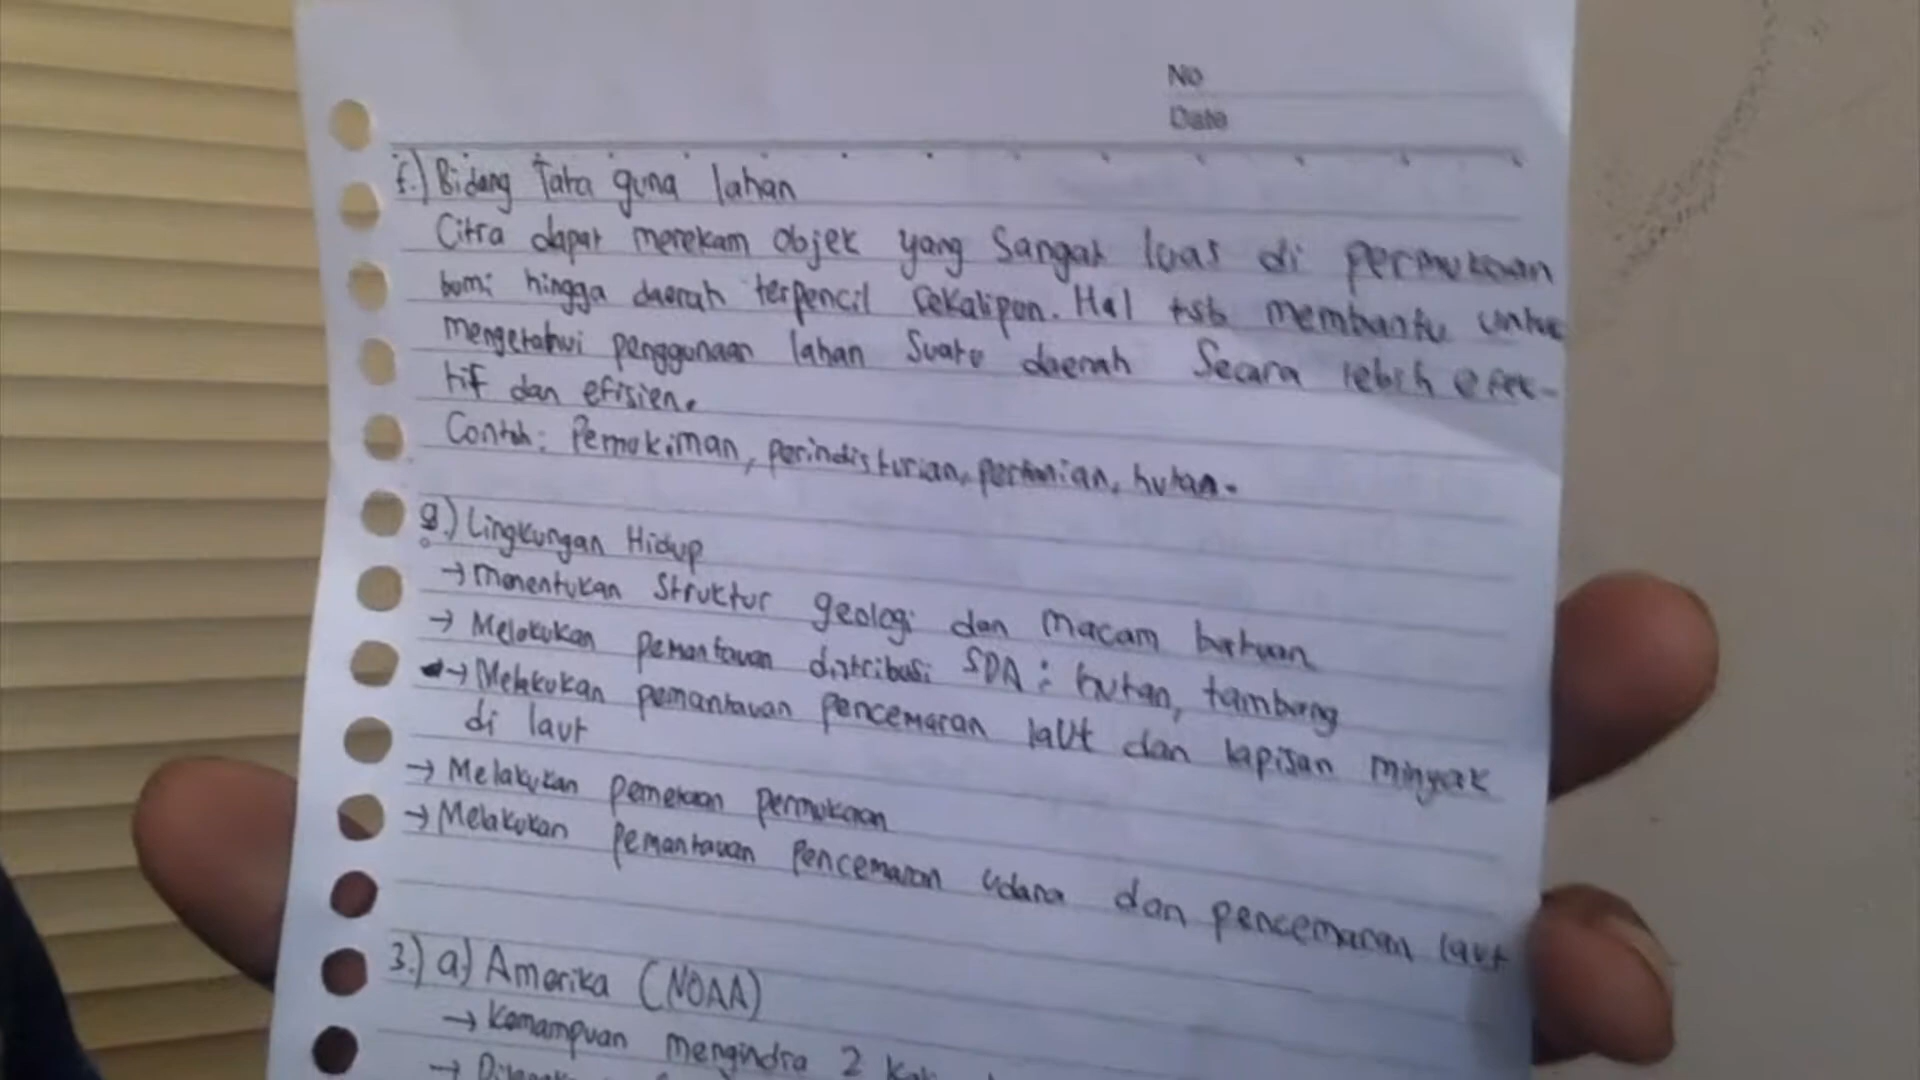 No
Date
f.) Bidang Tata guna lahan
Citra dapat merekam objek yang sangat luas di permukaan
bumi hingga daerah terpencil sekalipon. Hal tsb membantu untuk
mengetahui penggunaan lahan suatu daerah secara lebih efek-
tif dan efisien.
Contoh: Pemukiman, perindisturian, pertanian, hutan.
g.) Lingkungan Hidup
→ Menentukan struktur geologi dan macam batuan
→ Melakukan pemantauan distribusi SDA : hutan, tambang
→ Melakukan pemantauan pencemaran laut dan lapisan minyak
di laut
→ Melakukan pemetaan permukaan
→ Melakukan pemantauan pencemaran udara dan pencemaran laut
3.) a.) Amerika (NOAA)
→ Kemampuan mengindra 2 kali